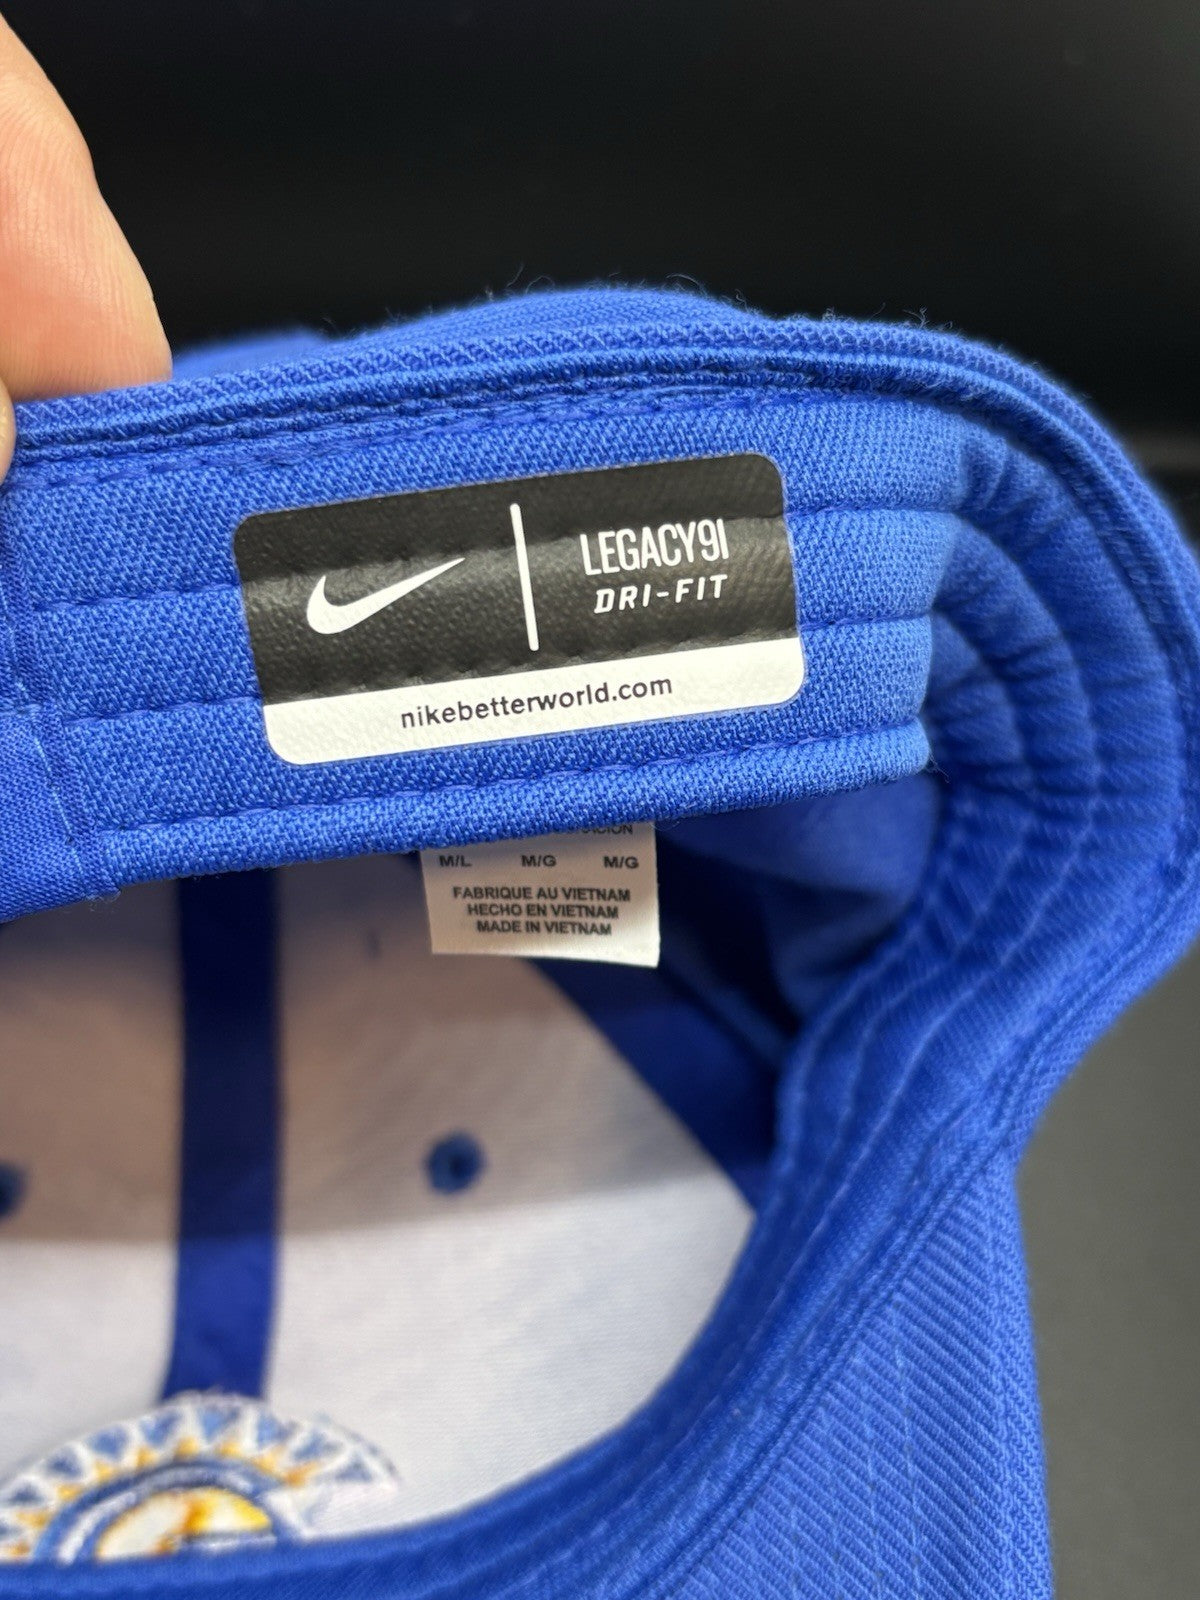 LEGACY91
DRI-FIT
nikebetterworld.com
M/L M/G M/G
FABRIQUE AU VIETNAM
HECHO EN VIETNAM
MADE IN VIETNAM